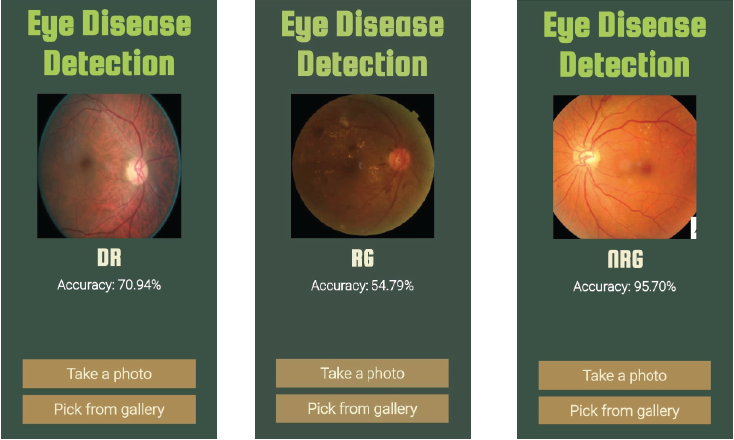 Eye Disease
Detection
DR
Accuracy: 70.94%
Take a photo
Pick from gallery
Eye Disease
Detection
RG
Accuracy: 54.79%
Take a photo
Pick from gallery
Eye Disease
Detection
NRG
Accuracy: 95.70%
Take a photo
Pick from gallery